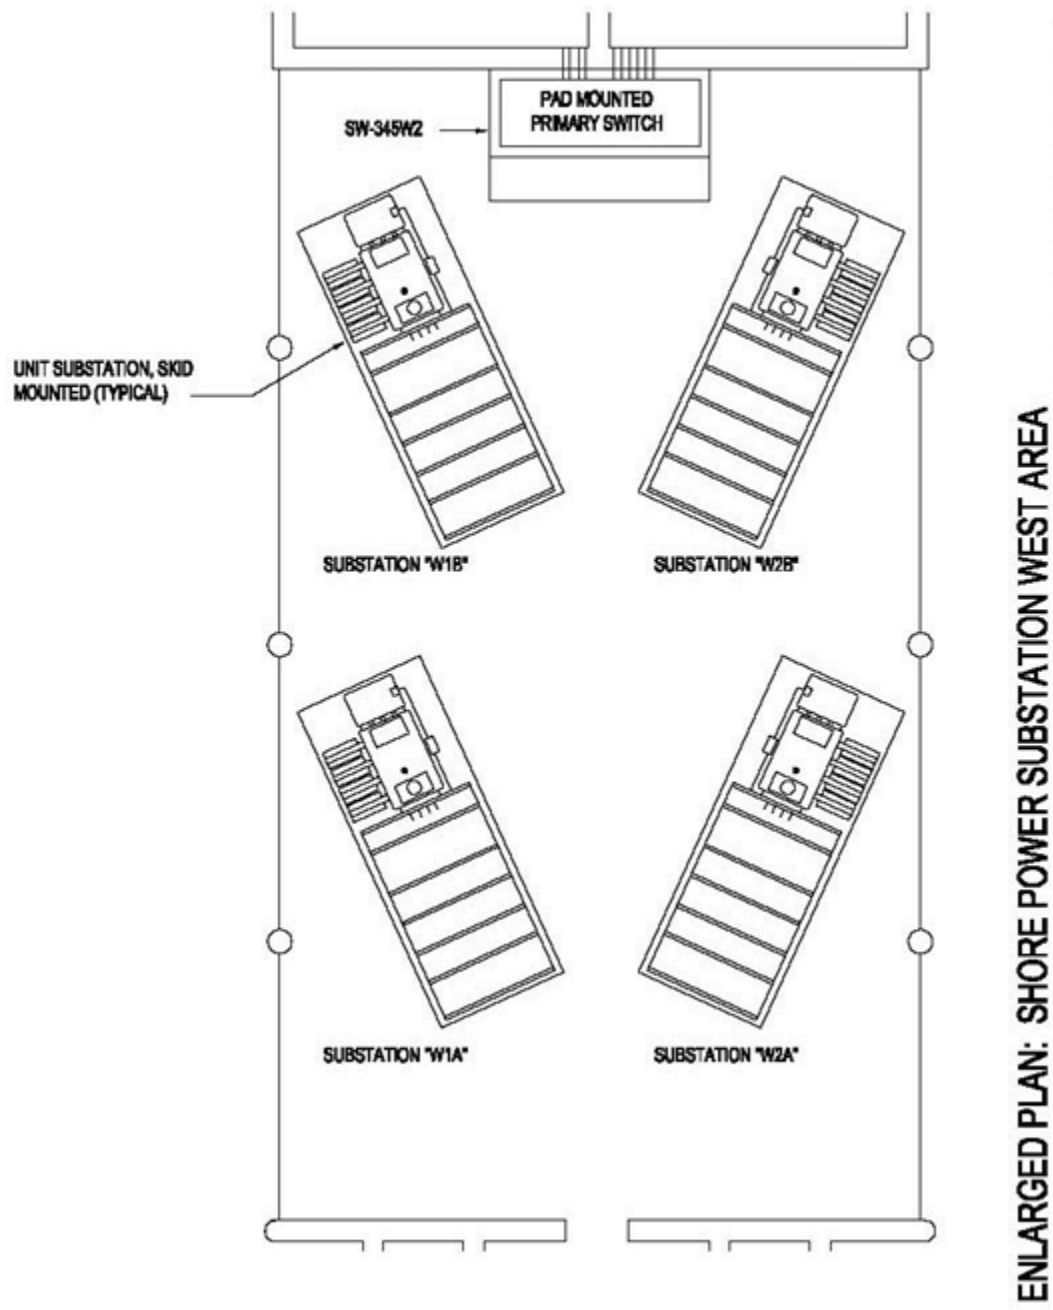 PAD MOUNTED
PRIMARY SWITCH
SW-345W2
UNIT SUBSTATION, SKID
MOUNTED (TYPICAL)
SUBSTATION "W1B"
SUBSTATION "W2B"
SUBSTATION "W1A"
SUBSTATION "W2A"
ENLARGED PLAN: SHORE POWER SUBSTATION WEST AREA